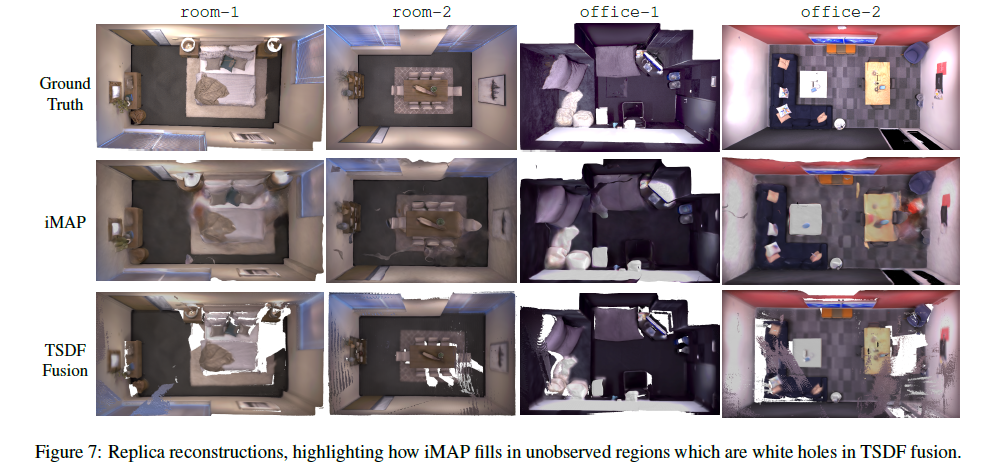 room-1 room-2 office-1 office-2
Ground
Truth
iMAP
TSDF
Fusion
Figure 7: Replica reconstructions, highlighting how iMAP fills in unobserved regions which are white holes in TSDF fusion.